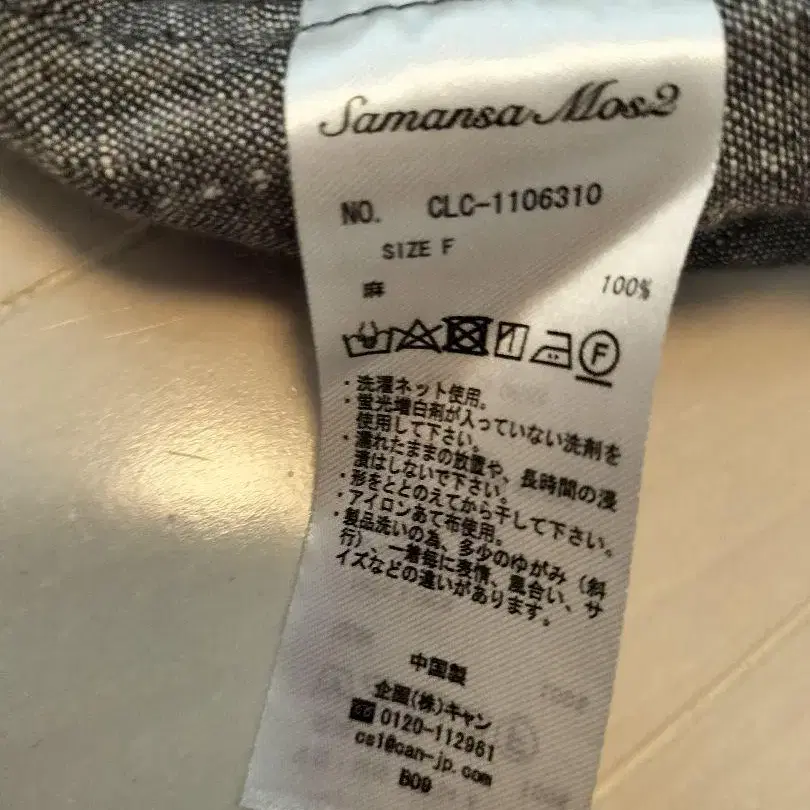 Samansa Mos2
NO. CLC-1106310
SIZE F
麻 100%
F
・洗濯ネット使用。
・蛍光増白剤が入っていない洗剤を
使用して下さい。
・濡れたままの放置や、長時間の浸
漬はしないで下さい。
・形をととのえてから干して下さい。
・アイロンあて布使用。
・製品洗いの為、多少のゆがみ（斜
行）、一着毎に表情、風合い、サ
イズなどの違いがあります。
中国製
企画(株)キャン
0120-112961
cs1@can-jp.com
B09